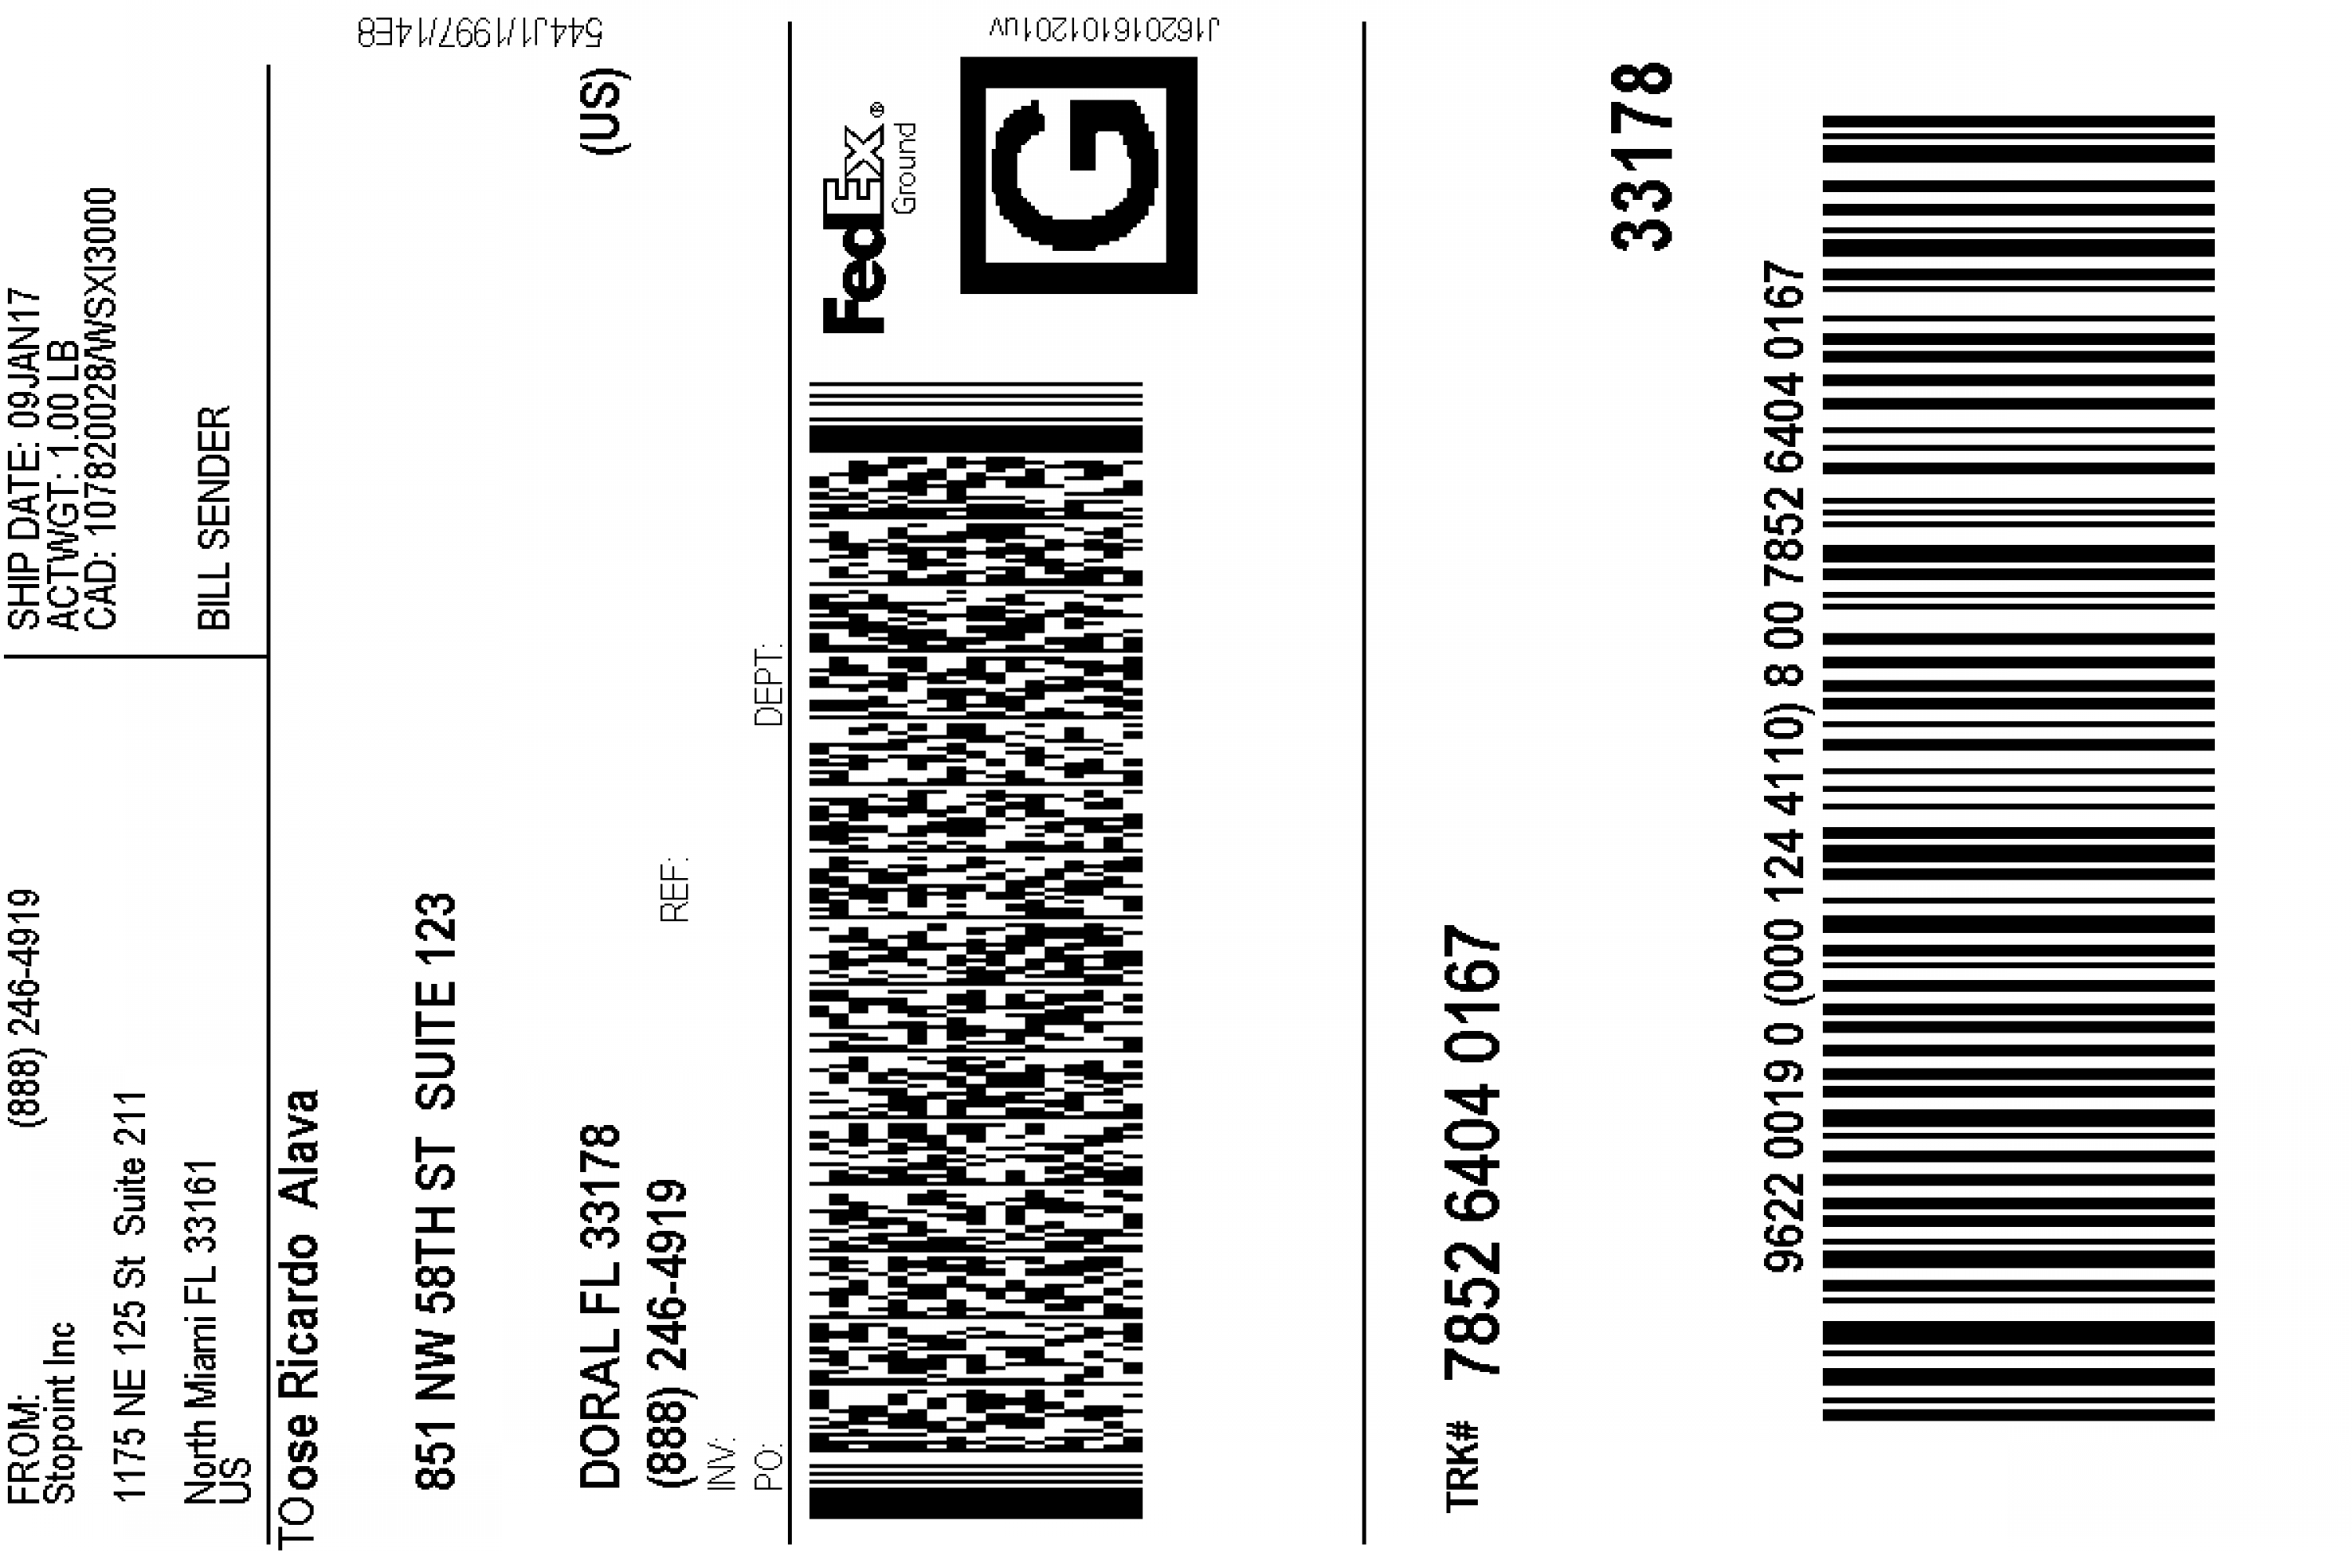 FROM: (888) 246-4919
Stopoint Inc
1175 NE 125 St Suite 211
North Miami FL 33161
US
SHIP DATE: 09JAN17
ACTWGT: 1.00 LB
CAD: 107820028/WSXI3000
BILL SENDER
TOose Ricardo Alava
851 NW 58TH ST SUITE 123
DORAL FL 33178 (US)
(888) 246-4919 REF:
INV:
PO: DEPT:
544J1/1997/14E8
FedEx®
Ground
G
J162016101201uv
TRK# 7852 6404 0167
33178
9622 0019 0 (000 124 4110) 8 00 7852 6404 0167